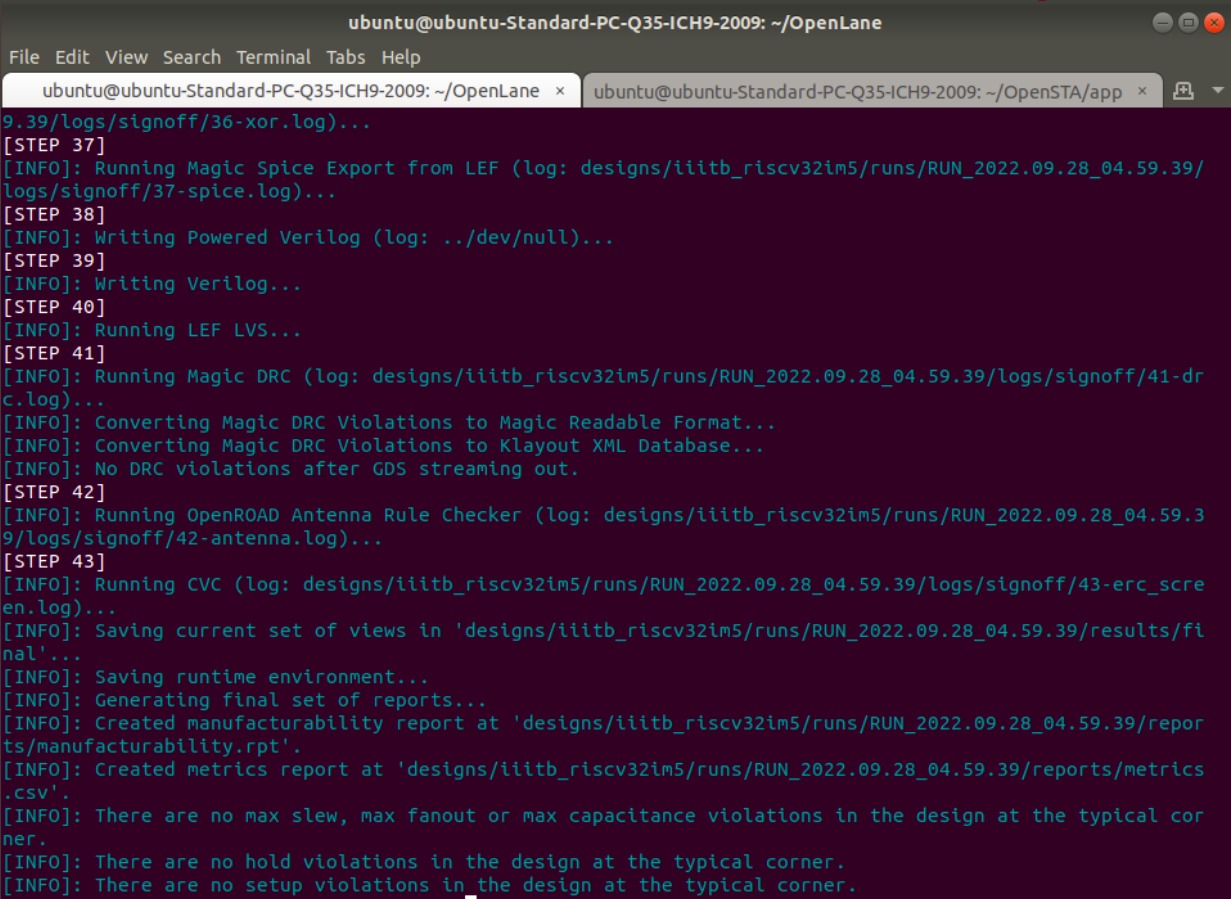 ubuntu@ubuntu-Standard-PC-Q35-ICH9-2009: ~/OpenLane
File Edit View Search Terminal Tabs Help
ubuntu@ubuntu-Standard-PC-Q35-ICH9-2009: ~/OpenLane × ubuntu@ubuntu-Standard-PC-Q35-ICH9-2009: ~/OpenSTA/app ×
9.39/logs/signoff/36-xor.log)...
[STEP 37]
[INFO]: Running Magic Spice Export from LEF (log: designs/iiitb_riscv32im5/runs/RUN_2022.09.28_04.59.39/
logs/signoff/37-spice.log)...
[STEP 38]
[INFO]: Writing Powered Verilog (log: ../dev/null)...
[STEP 39]
[INFO]: Writing Verilog...
[STEP 40]
[INFO]: Running LEF LVS...
[STEP 41]
[INFO]: Running Magic DRC (log: designs/iiitb_riscv32im5/runs/RUN_2022.09.28_04.59.39/logs/signoff/41-dr
c.log)...
[INFO]: Converting Magic DRC Violations to Magic Readable Format...
[INFO]: Converting Magic DRC Violations to Klayout XML Database...
[INFO]: No DRC violations after GDS streaming out.
[STEP 42]
[INFO]: Running OpenROAD Antenna Rule Checker (log: designs/iiitb_riscv32im5/runs/RUN_2022.09.28_04.59.3
9/logs/signoff/42-antenna.log)...
[STEP 43]
[INFO]: Running CVC (log: designs/iiitb_riscv32im5/runs/RUN_2022.09.28_04.59.39/logs/signoff/43-erc_scre
en.log)...
[INFO]: Saving current set of views in 'designs/iiitb_riscv32im5/runs/RUN_2022.09.28_04.59.39/results/fi
nal'...
[INFO]: Saving runtime environment...
[INFO]: Generating final set of reports...
[INFO]: Created manufacturability report at 'designs/iiitb_riscv32im5/runs/RUN_2022.09.28_04.59.39/repor
ts/manufacturability.rpt'.
[INFO]: Created metrics report at 'designs/iiitb_riscv32im5/runs/RUN_2022.09.28_04.59.39/reports/metrics
.csv'.
[INFO]: There are no max slew, max fanout or max capacitance violations in the design at the typical cor
ner.
[INFO]: There are no hold violations in the design at the typical corner.
[INFO]: There are no setup violations in the design at the typical corner.